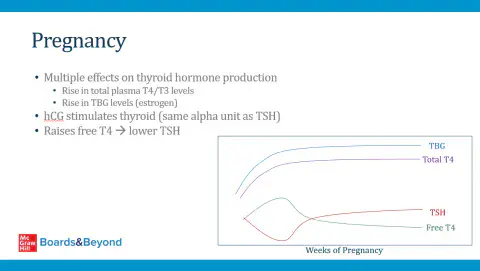 Pregnancy
• Multiple effects on thyroid hormone production
• Rise in total plasma T4/T3 levels
• Rise in TBG levels (estrogen)
• hCG stimulates thyroid (same alpha unit as TSH)
• Raises free T4 → lower TSH
TBG
Total T4
TSH
Free T4
Weeks of Pregnancy
Mc
Graw
Hill
Boards&Beyond